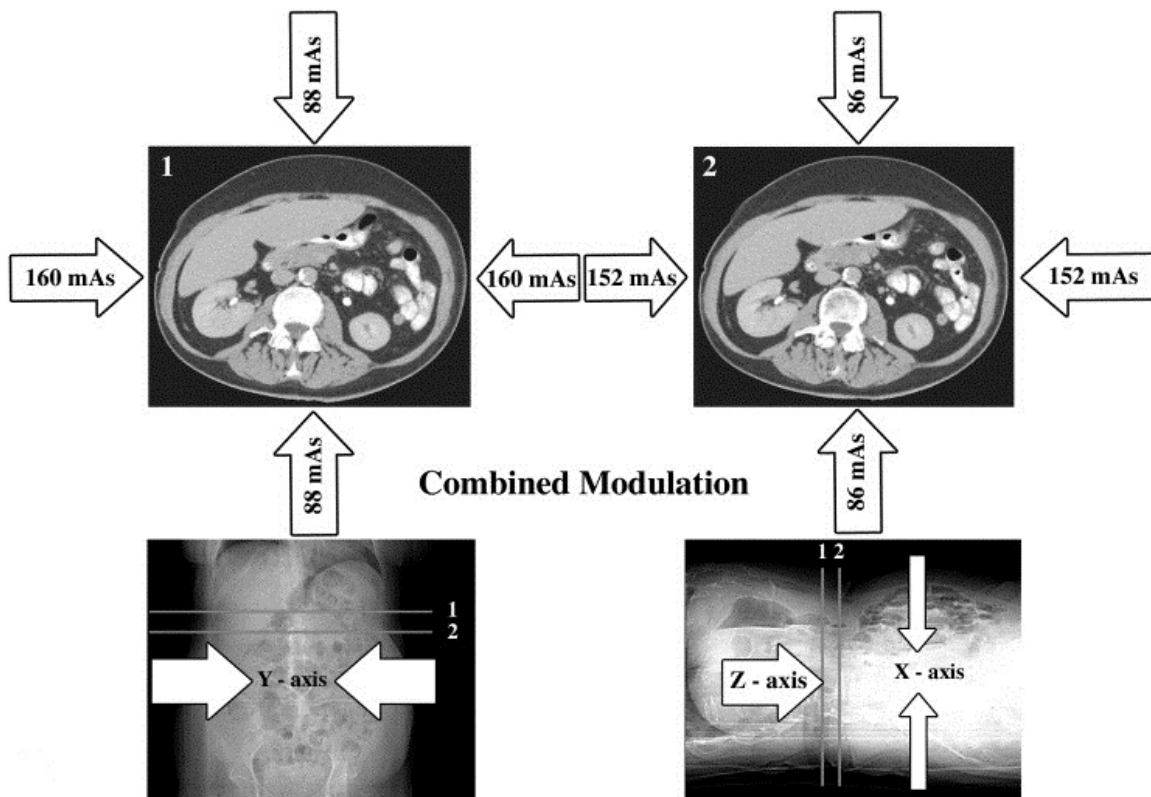 88 mAs
86 mAs
1
2
160 mAs
160 mAs
152 mAs
152 mAs
88 mAs
Combined Modulation
86 mAs
1 2
1
2
Y - axis
Z - axis
X - axis